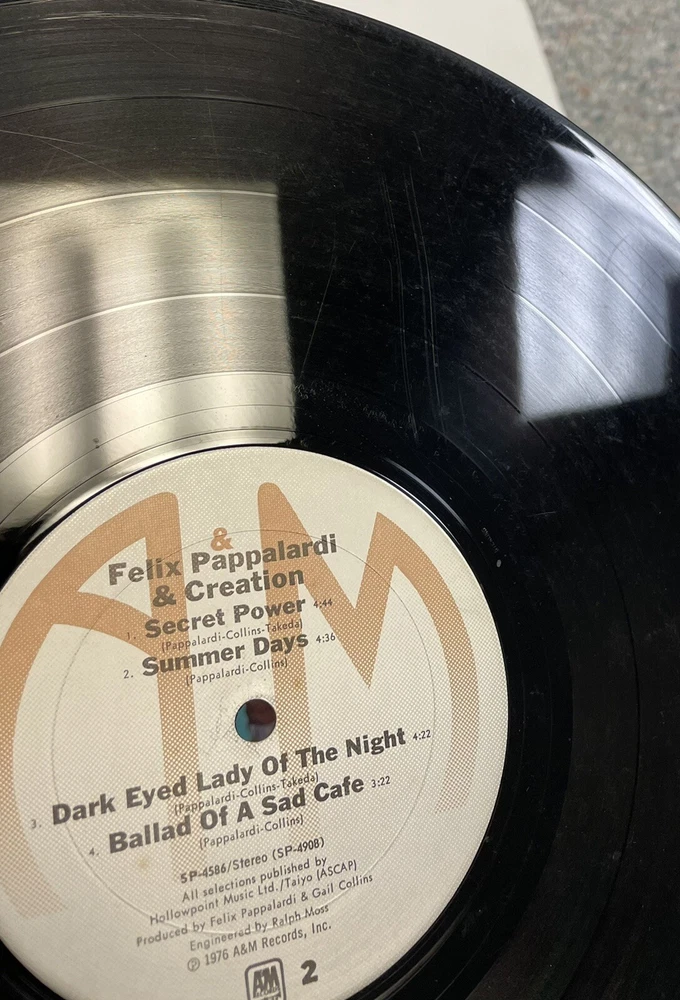 &
Felix Pappalardi
& Creation
1. Secret Power 4:44
(Pappalardi-Collins-Takeda)
2. Summer Days 4:36
(Pappalardi-Collins)
3. Dark Eyed Lady Of The Night 4:22
(Pappalardi-Collins-Takeda)
4. Ballad Of A Sad Cafe 3:22
(Pappalardi-Collins)
SP-4586/Stereo (SP-4908)
All selections published by
Hollowpoint Music Ltd./Taiyo (ASCAP)
Produced by Felix Pappalardi & Gail Collins
Engineered by Ralph Moss
℗ 1976 A&M Records, Inc.
AM 2